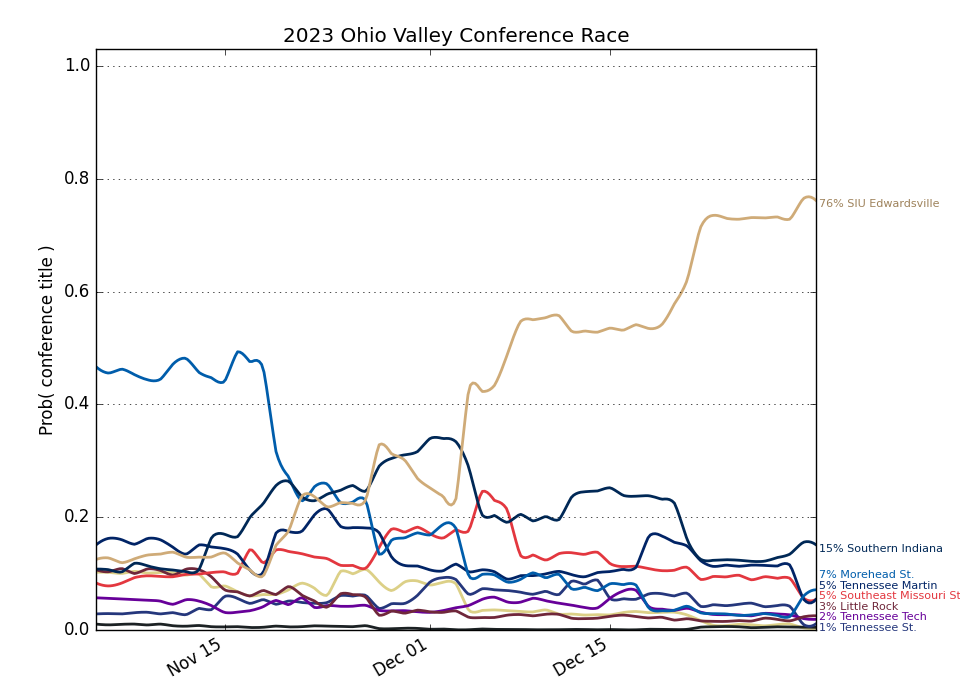 2023 Ohio Valley Conference Race
1.0
0.8
0.6
0.4
0.2
0.0
Prob( conference title )
Nov 15
Dec 01
Dec 15
76% SIU Edwardsville
15% Southern Indiana
9% Morehead St.
5% Tennessee Martin
5% Southeast Missouri St
3% Little Rock
2% Tennessee Tech
1% Tennessee St.